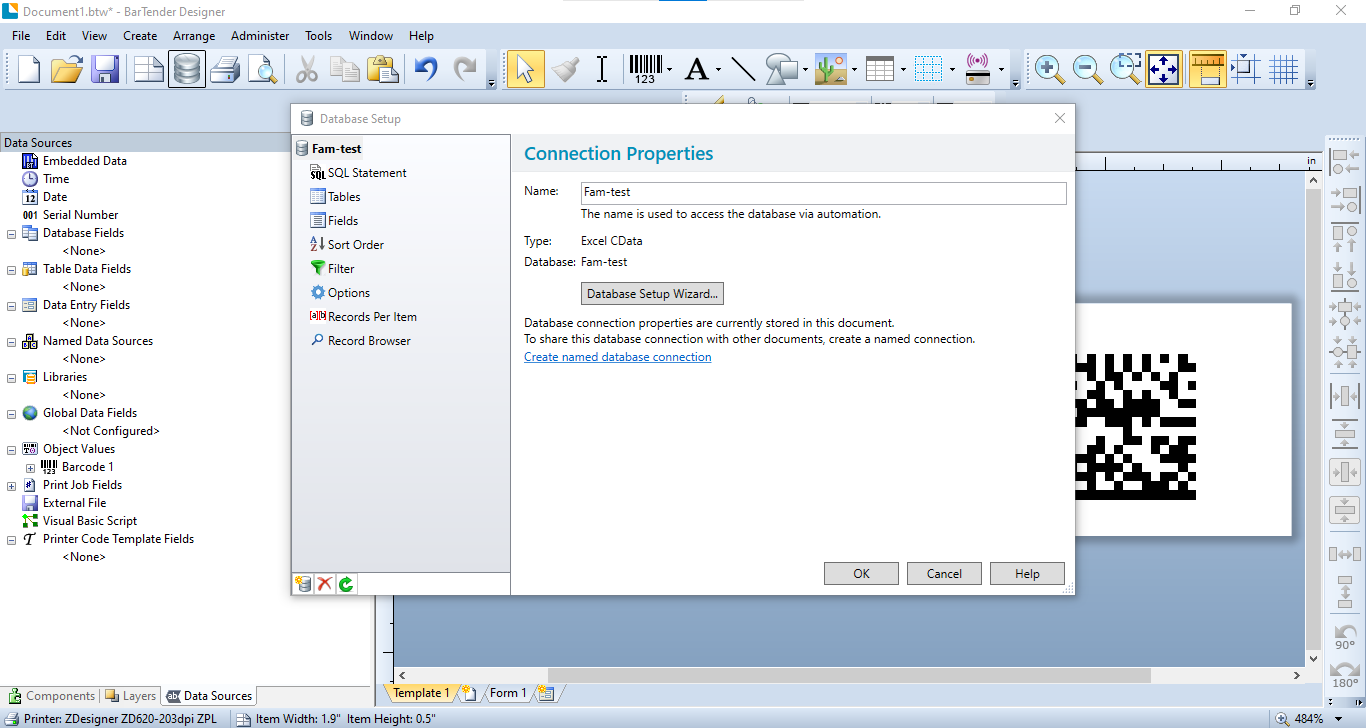 Document1.btw* - BarTender Designer
File Edit View Create Arrange Administer Tools Window Help
123
Database Setup
Data Sources
Embedded Data
Time
12 Date
001 Serial Number
Database Fields
<None>
Table Data Fields
<None>
Data Entry Fields
<None>
Named Data Sources
<None>
Libraries
<None>
Global Data Fields
<Not Configured>
Object Values
Barcode 1
Print Job Fields
External File
Visual Basic Script
Printer Code Template Fields
<None>
Fam-test
SQL Statement
Tables
Fields
Sort Order
Filter
Options
Records Per Item
Record Browser
Connection Properties
Name: Fam-test
The name is used to access the database via automation.
Type: Excel CData
Database: Fam-test
Database Setup Wizard...
Database connection properties are currently stored in this document.
To share this database connection with other documents, create a named connection.
Create named database connection
OK Cancel Help
in
90°
180°
Components Layers Data Sources
Template 1 Form 1
Printer: ZDesigner ZD620-203dpi ZPL Item Width: 1.9" Item Height: 0.5" 484%